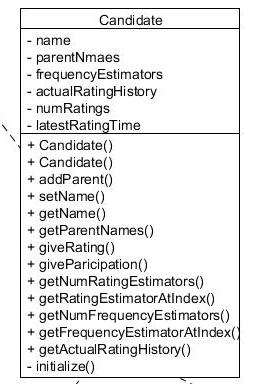 Candidate
- name
- parentNmaes
- frequencyEstimators
- actualRatingHistory
- numRatings
- latestRatingTime
+ Candidate()
+ Candidate()
+ addParent()
+ setName()
+ getName()
+ getParentNames()
+ giveRating()
+ giveParicipation()
+ getNumRatingEstimators()
+ getRatingEstimatorAtIndex()
+ getNumFrequencyEstimators()
+ getFrequencyEstimatorAtIndex()
+ getActualRatingHistory()
- initialize()